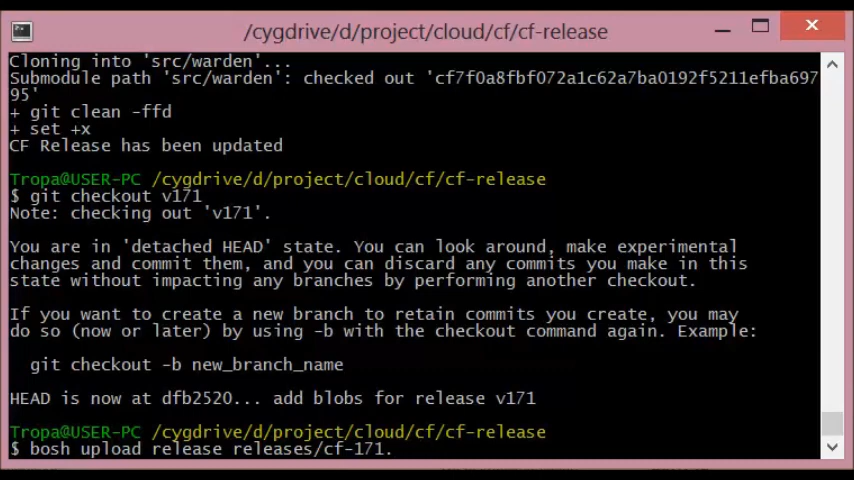 /cygdrive/d/project/cloud/cf/cf-release
Cloning into 'src/warden'...
Submodule path 'src/warden': checked out 'cf7f0a8fbf072a1c62a7ba0192f5211efba697
95'
+ git clean -ffd
+ set +x
CF Release has been updated
Tropa@USER-PC /cygdrive/d/project/cloud/cf/cf-release
$ git checkout v171
Note: checking out 'v171'.
You are in 'detached HEAD' state. You can look around, make experimental
changes and commit them, and you can discard any commits you make in this
state without impacting any branches by performing another checkout.
If you want to create a new branch to retain commits you create, you may
do so (now or later) by using -b with the checkout command again. Example:
git checkout -b new_branch_name
HEAD is now at dfb2520... add blobs for release v171
Tropa@USER-PC /cygdrive/d/project/cloud/cf/cf-release
$ bosh upload release releases/cf-171.